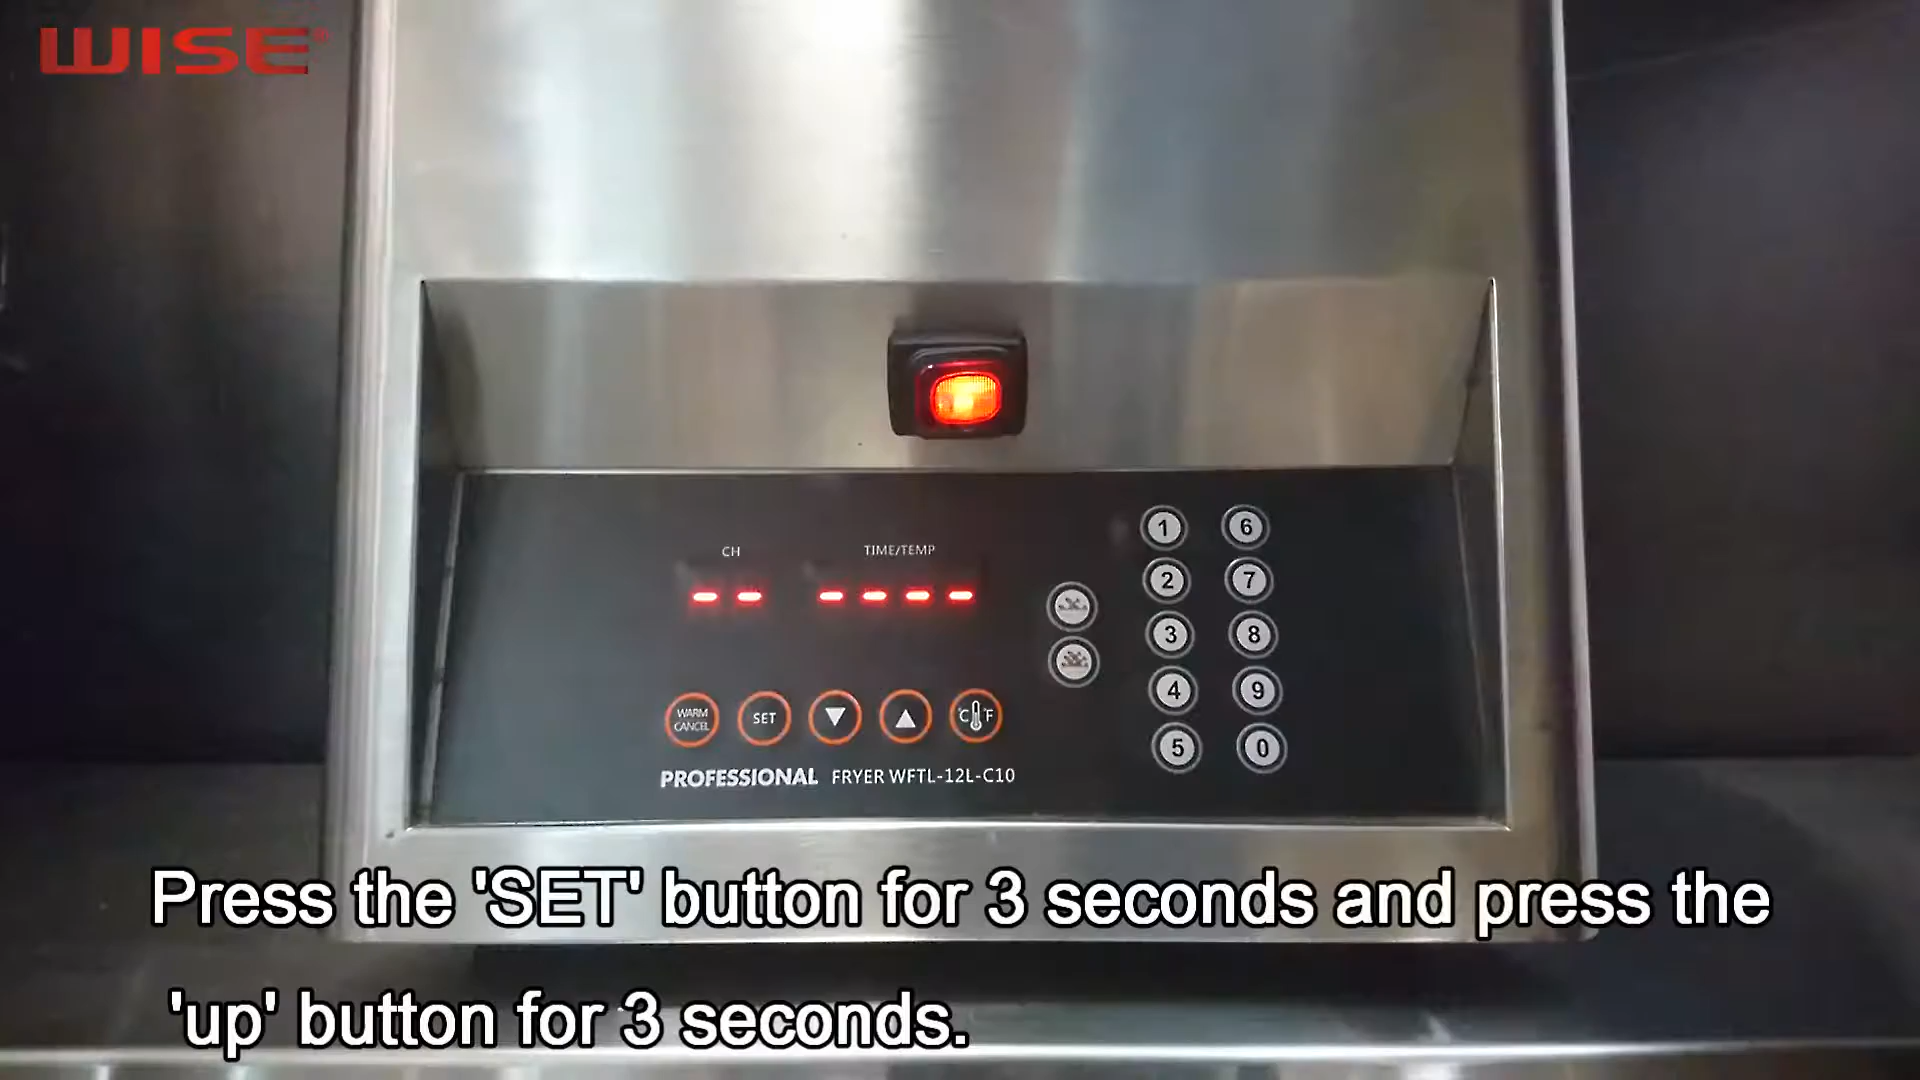 WISE®
CH
TIME/TEMP
-- ----
1 6
2 7
3 8
4 9
5 0
WARM CANCEL
SET
°C °F
PROFESSIONAL FRYER WFTL-12L-C10
Press the 'SET' button for 3 seconds and press the
'up' button for 3 seconds.